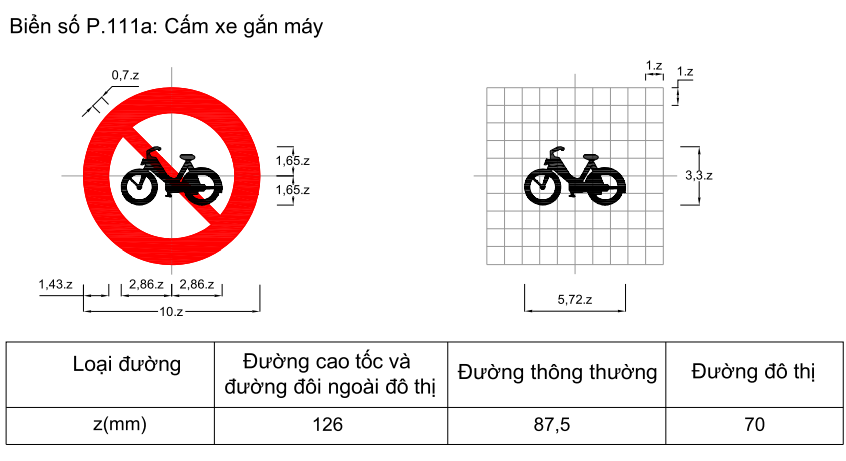 Biển số P.111a: Cấm xe gắn máy
0,7.z
1,65.z
1,65.z
1,43.z
2,86.z
2,86.z
10.z
1.z
1.z
3,3.z
5,72.z
Loại đường
Đường cao tốc và
đường đôi ngoài đô thị
Đường thông thường
Đường đô thị
z(mm)
126
87,5
70